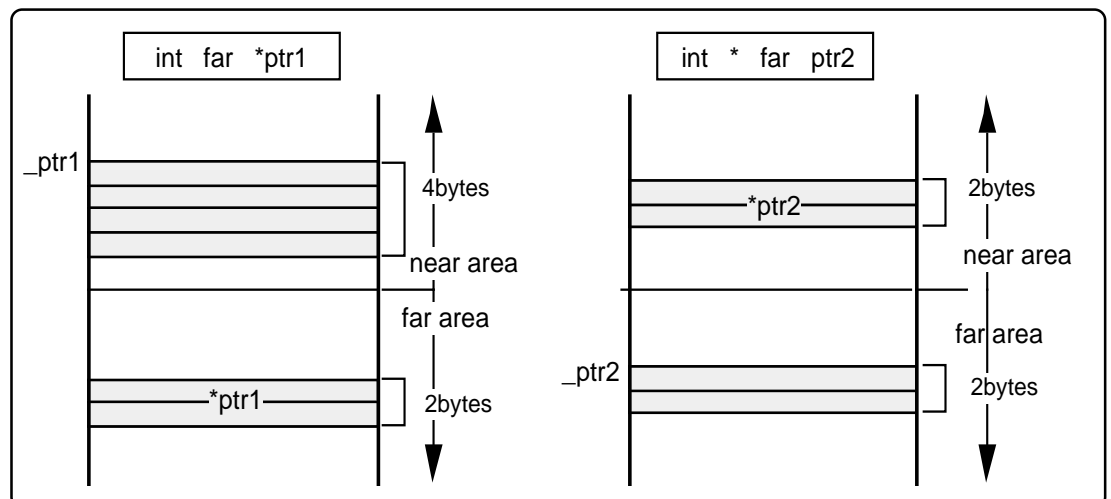 int far *ptr1
_ptr1
4bytes
near area
far area
*ptr1
2bytes
int * far ptr2
2bytes
*ptr2
near area
far area
_ptr2
2bytes